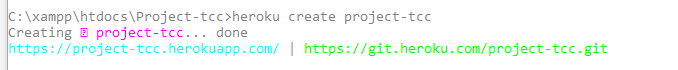 C:\xampp\htdocs\Project-tcc>heroku create project-tcc
Creating ⍰ project-tcc... done
https://project-tcc.herokuapp.com/ | https://git.heroku.com/project-tcc.git